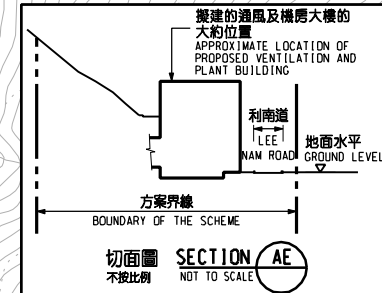 擬建的通風及機房大樓的
大約位置
APPROXIMATE LOCATION OF
PROPOSED VENTILATION AND
PLANT BUILDING
利南道
LEE
NAM ROAD
地面水平
GROUND LEVEL
方案界線
BOUNDARY OF THE SCHEME
切面圖 SECTION AE
不按比例 NOT TO SCALE